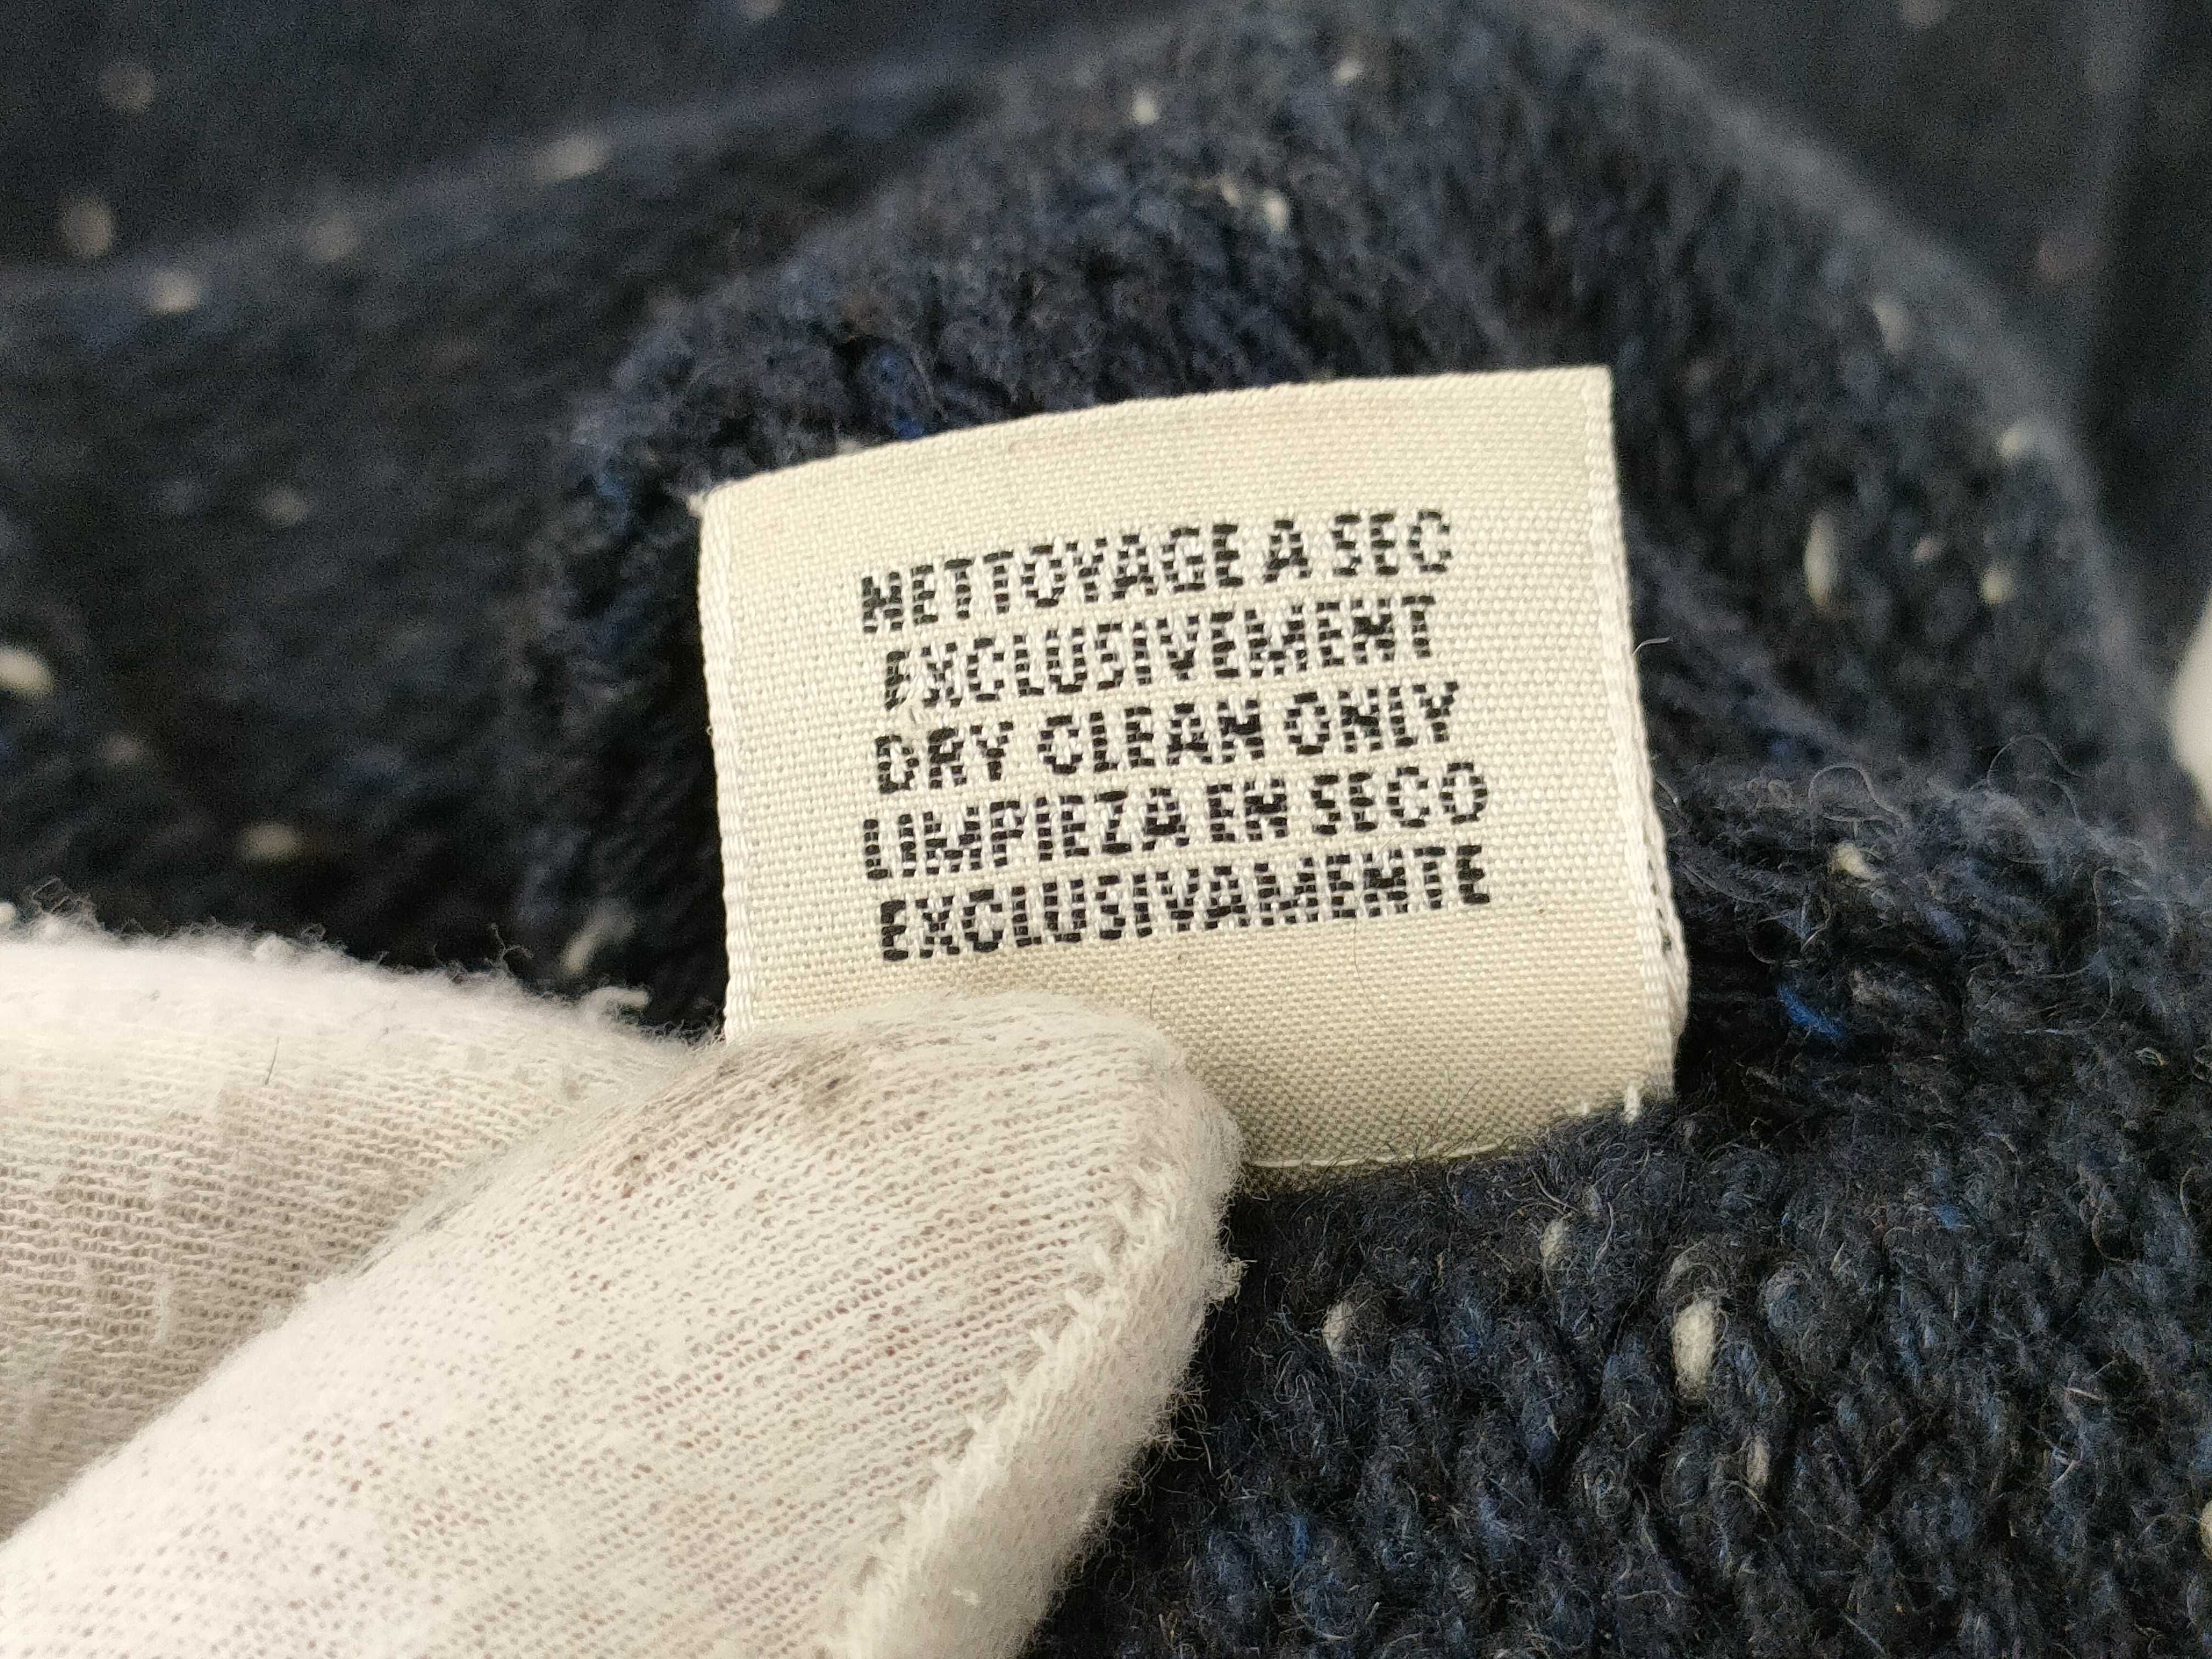 NETTOYAGE A SEC
EXCLUSIVEMENT
DRY CLEAN ONLY
LIMPIEZA EN SECO
EXCLUSIVAMENTE